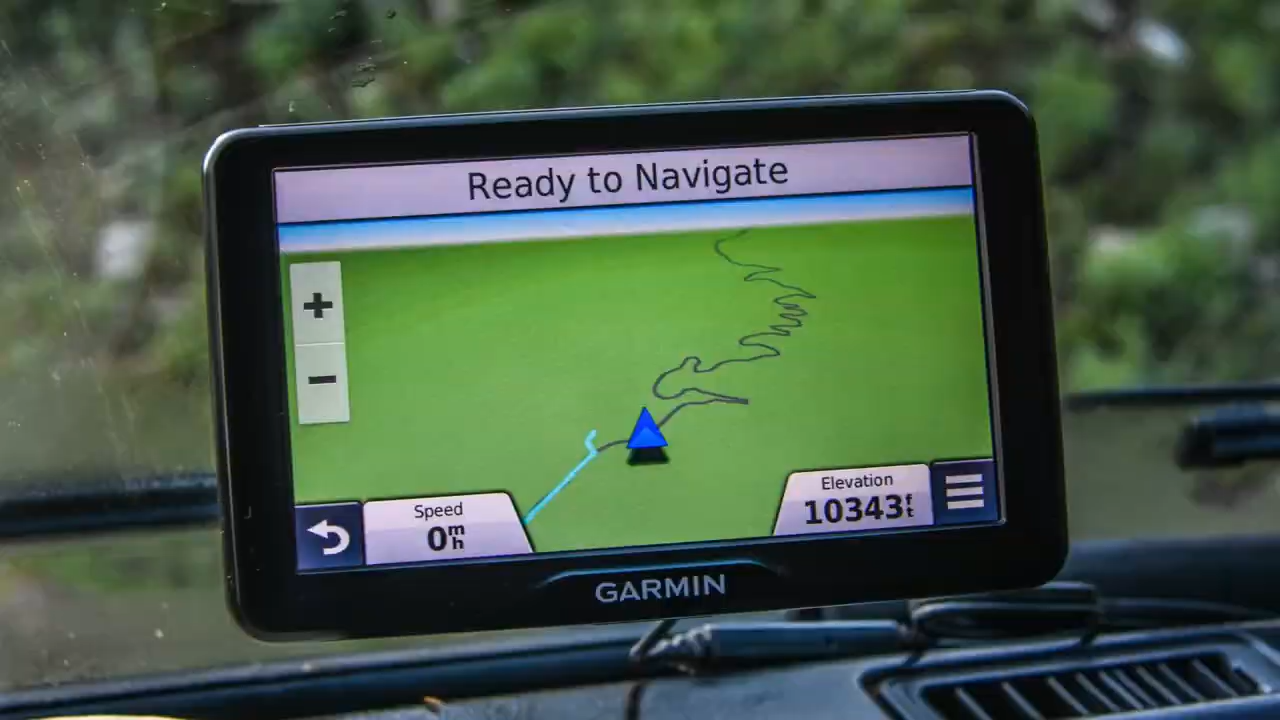 Ready to Navigate
+
-
Speed
0mh
Elevation
10343ft
GARMIN